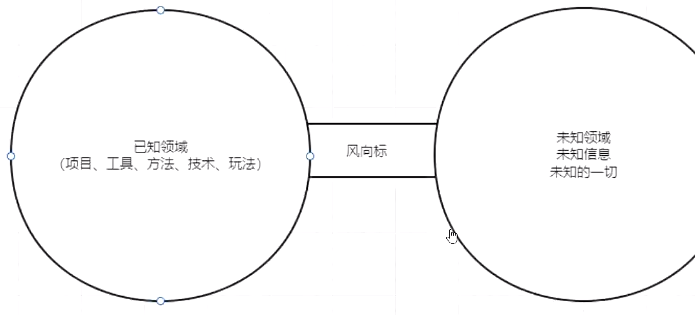 已知领域
（项目、工具、方法、技术、玩法）
风向标
未知领域
未知信息
未知的一切